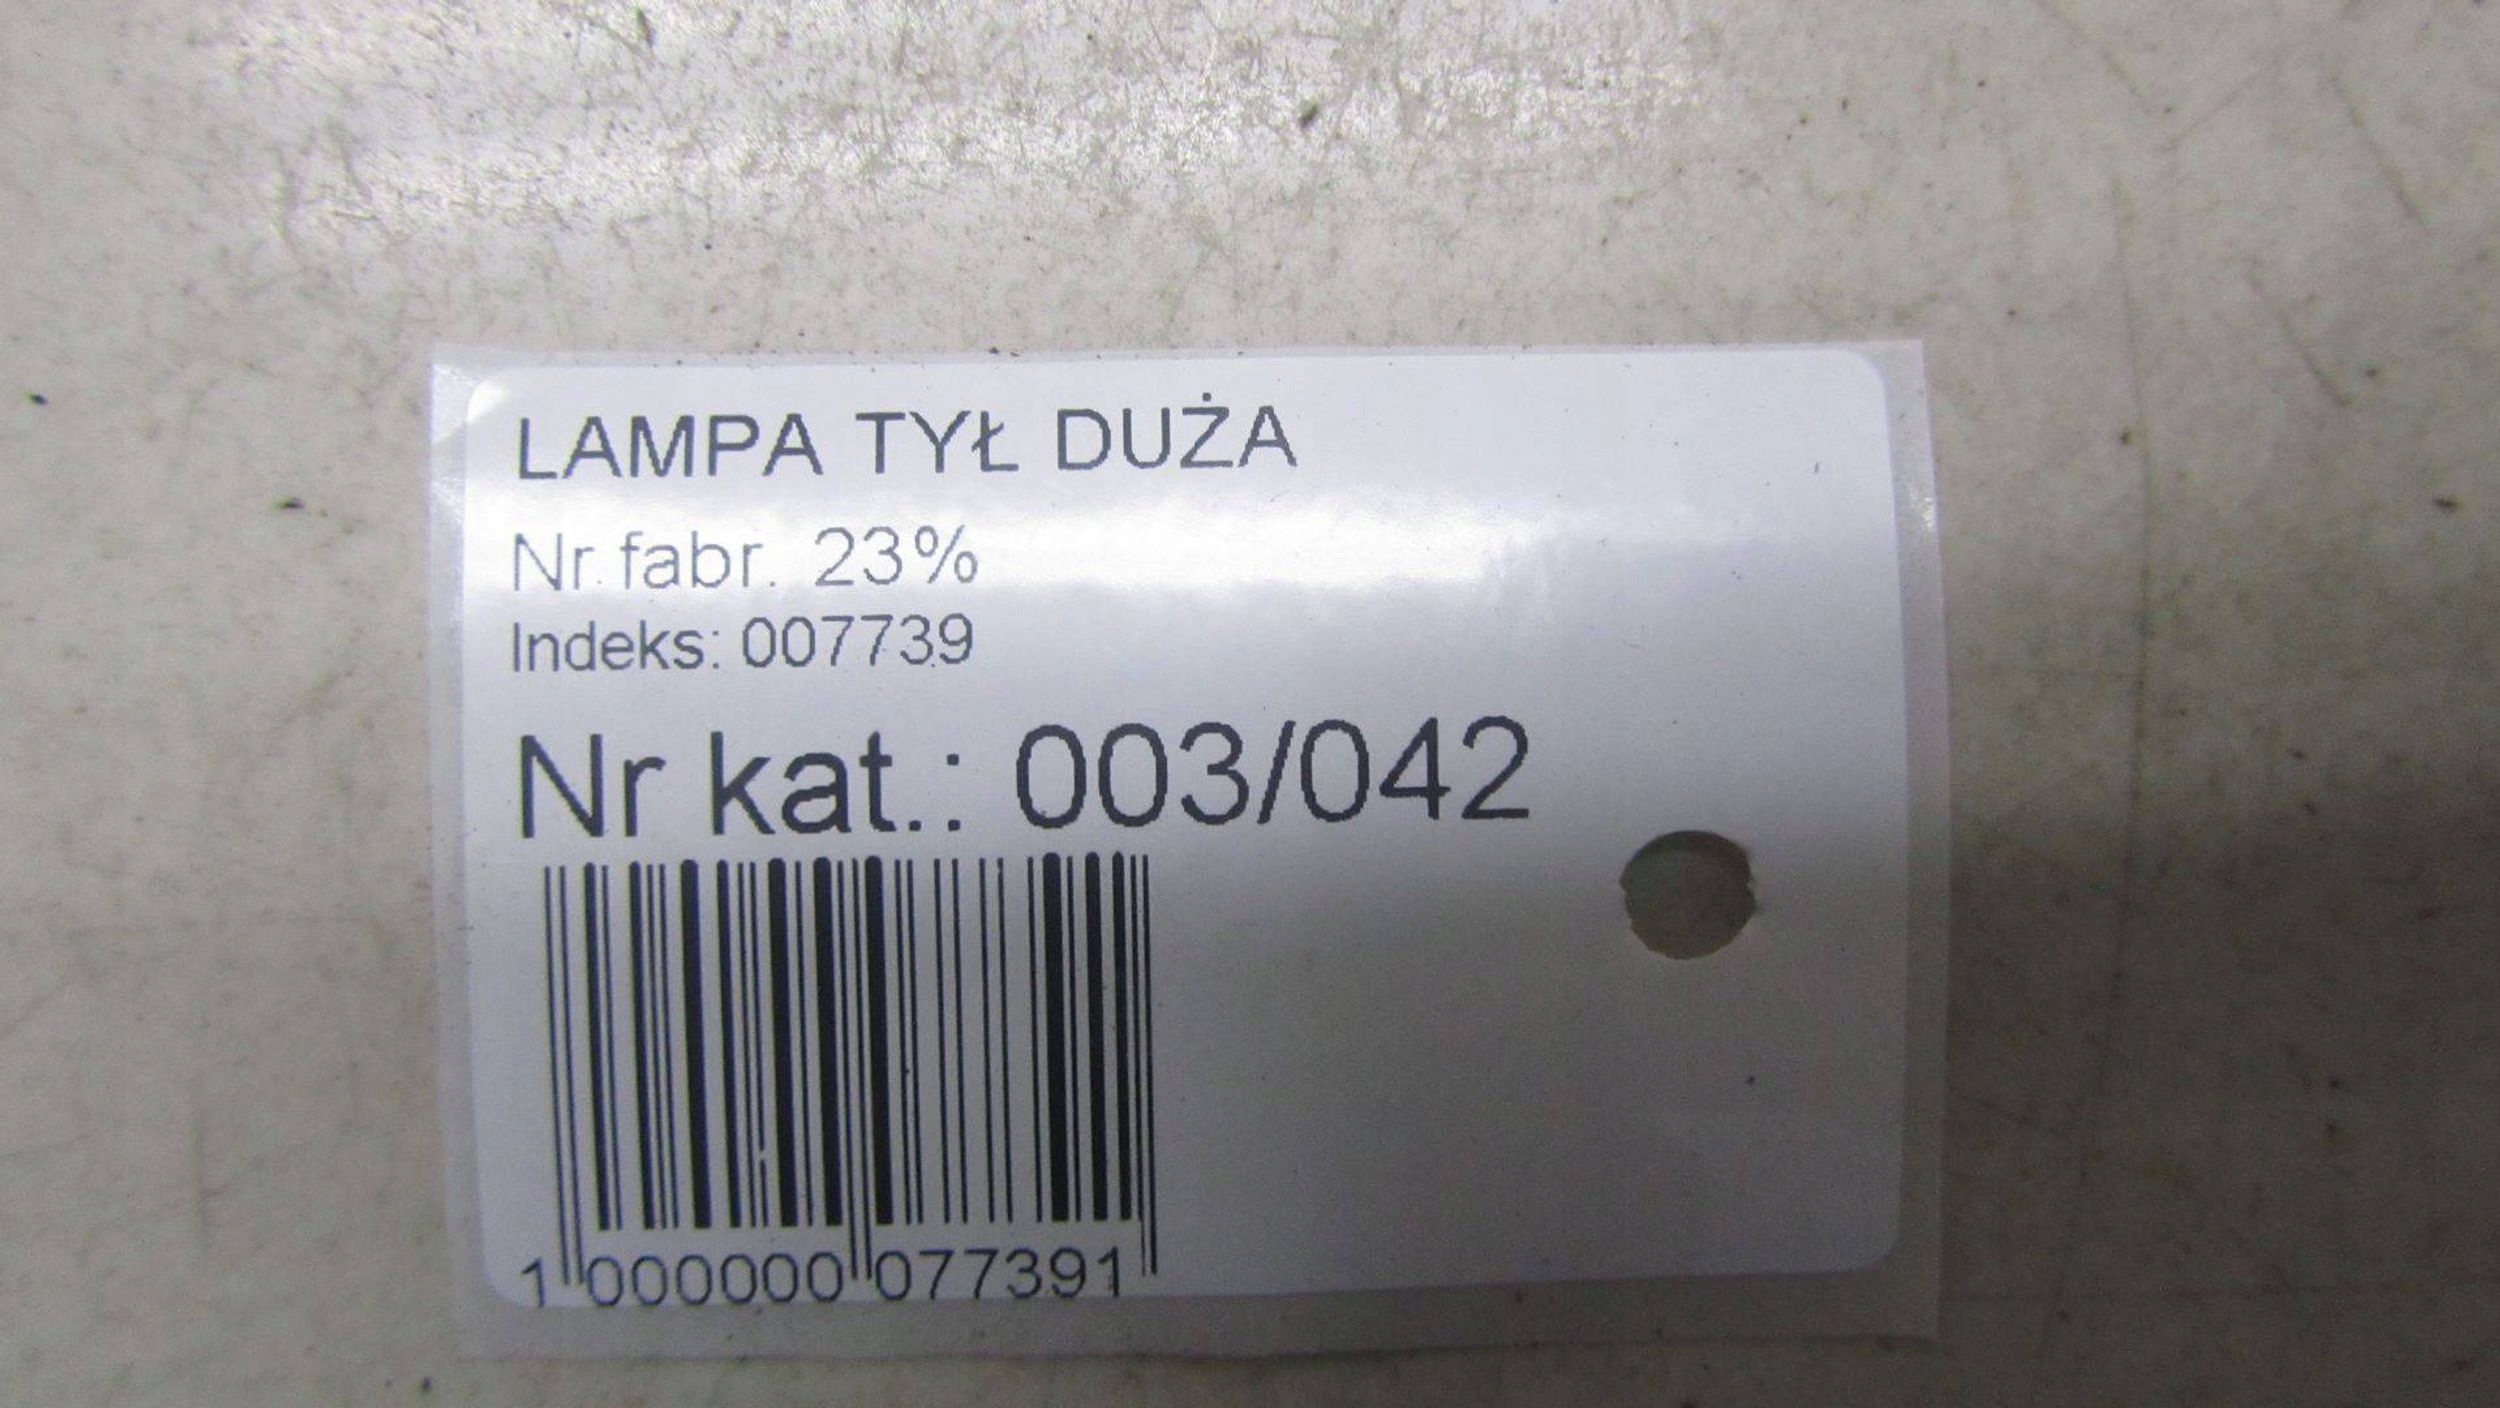 LAMPA TYŁ DUŻA
Nr fabr. 23%
Indeks: 007739
Nr kat.: 003/042
1 000000 077391